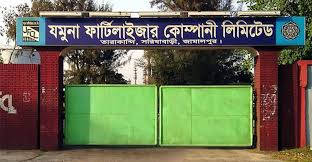 যমুনা ফার্টিলাইজার কোম্পানী লিমিটেড
তারাকান্দি, সরিষাবাড়ী, জামালপুর।